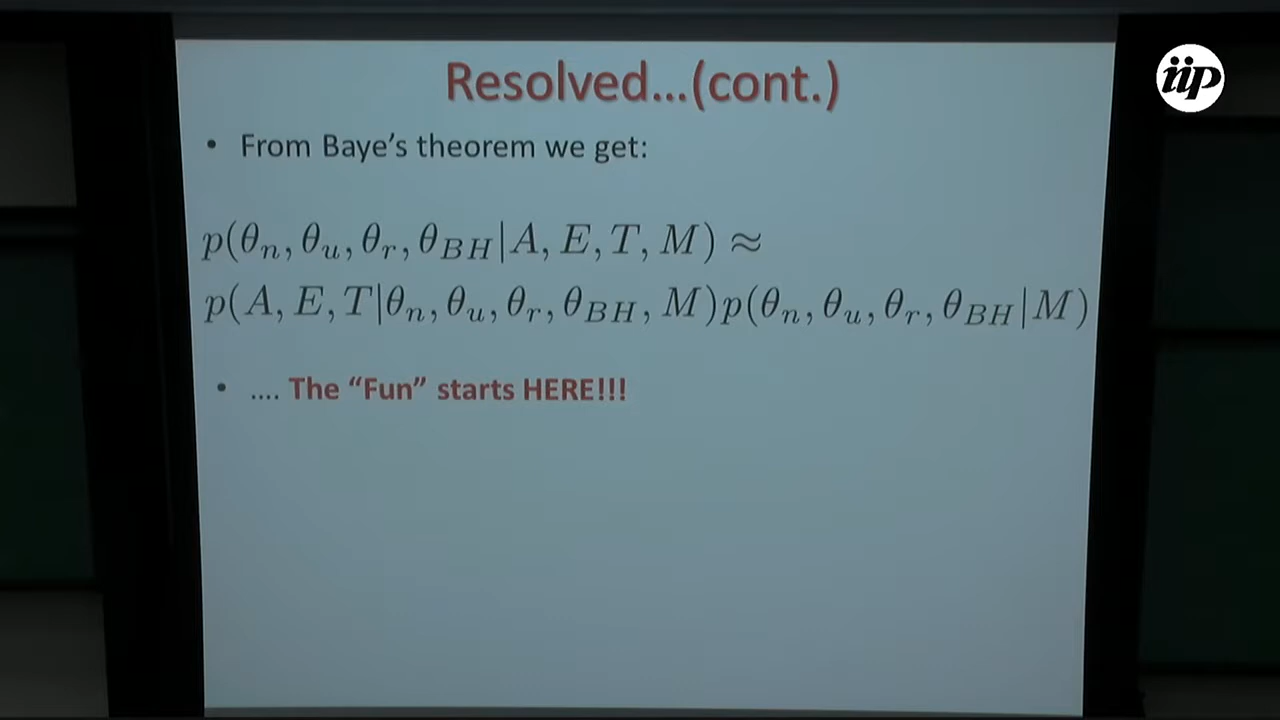 iip
Resolved...(cont.)
• From Baye's theorem we get:
p(θ_n, θ_u, θ_r, θ_BH|A, E, T, M) ≈
p(A, E, T|θ_n, θ_u, θ_r, θ_BH, M)p(θ_n, θ_u, θ_r, θ_BH|M)
• .... The “Fun” starts HERE!!!